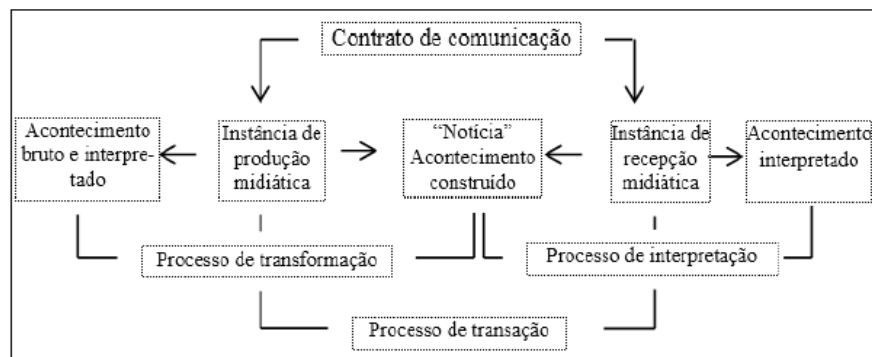 Contrato de comunicação
Acontecimento
bruto e interpre-
tado
Instância de
produção
midiática
“Notícia”
Acontecimento
construído
Instância de
recepção
midiática
Acontecimento
interpretado
Processo de transformação
Processo de interpretação
Processo de transação